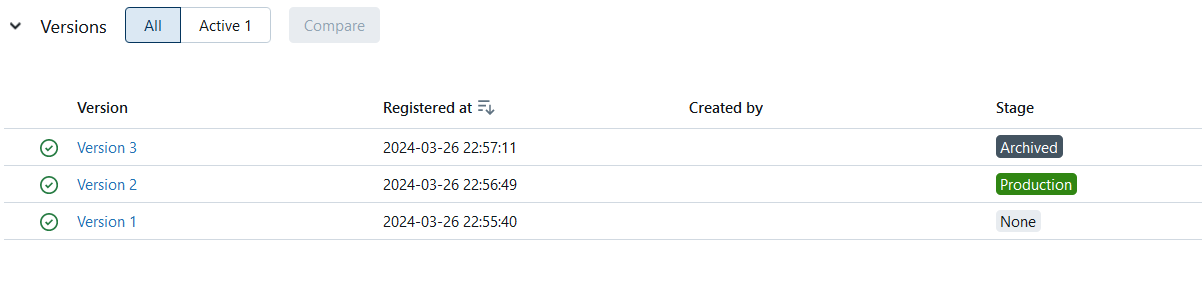 Versions All Active 1 Compare
Version Registered at Created by Stage
Version 3 2024-03-26 22:57:11 Archived
Version 2 2024-03-26 22:56:49 Production
Version 1 2024-03-26 22:55:40 None